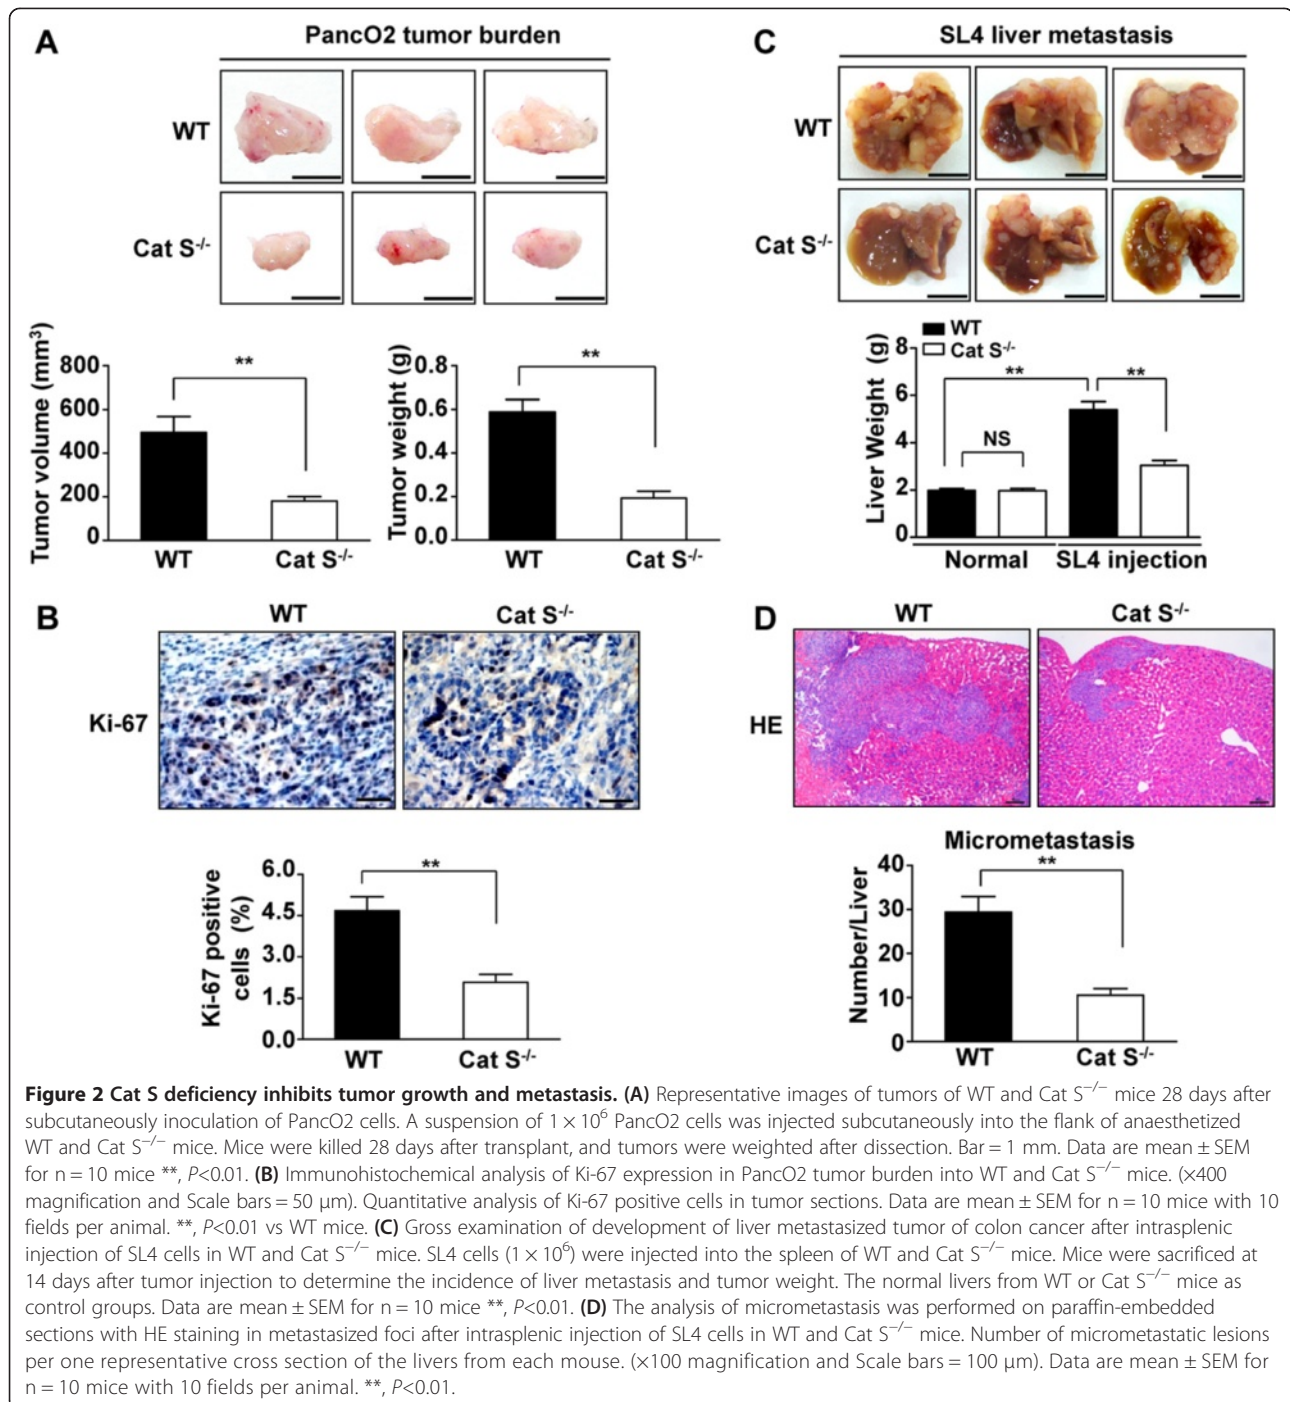 A
PancO2 tumor burden
WT
Cat S-/-
Tumor volume (mm3)
800
600
400
200
0
**
WT
Cat S-/-
Tumor weight (g)
0.8
0.6
0.4
0.2
0.0
**
WT
Cat S-/-
C
SL4 liver metastasis
WT
Cat S-/-
WT
Cat S-/-
Liver Weight (g)
8
6
4
2
0
**
**
NS
Normal
SL4 injection
B
WT
Cat S-/-
Ki-67
Ki-67 positive
cells (%)
6.0
4.5
3.0
1.5
0.0
**
WT
Cat S-/-
D
WT
Cat S-/-
HE
Micrometastasis
Number/Liver
40
30
20
10
0
**
WT
Cat S-/-
Figure 2 Cat S deficiency inhibits tumor growth and metastasis. (A) Representative images of tumors of WT and Cat S−/− mice 28 days after
subcutaneously inoculation of PancO2 cells. A suspension of 1 × 10⁶ PancO2 cells was injected subcutaneously into the flank of anaesthetized
WT and Cat S−/− mice. Mice were killed 28 days after transplant, and tumors were weighted after dissection. Bar = 1 mm. Data are mean ± SEM
for n = 10 mice **, P<0.01. (B) Immunohistochemical analysis of Ki-67 expression in PancO2 tumor burden into WT and Cat S−/− mice. (×400
magnification and Scale bars = 50 μm). Quantitative analysis of Ki-67 positive cells in tumor sections. Data are mean ± SEM for n = 10 mice with 10
fields per animal. **, P<0.01 vs WT mice. (C) Gross examination of development of liver metastasized tumor of colon cancer after intrasplenic
injection of SL4 cells in WT and Cat S−/− mice. SL4 cells (1 × 10⁶) were injected into the spleen of WT and Cat S−/− mice. Mice were sacrificed at
14 days after tumor injection to determine the incidence of liver metastasis and tumor weight. The normal livers from WT or Cat S−/− mice as
control groups. Data are mean ± SEM for n = 10 mice **, P<0.01. (D) The analysis of micrometastasis was performed on paraffin-embedded
sections with HE staining in metastasized foci after intrasplenic injection of SL4 cells in WT and Cat S−/− mice. Number of micrometastatic lesions
per one representative cross section of the livers from each mouse. (×100 magnification and Scale bars = 100 μm). Data are mean ± SEM for
n = 10 mice with 10 fields per animal. **, P<0.01.